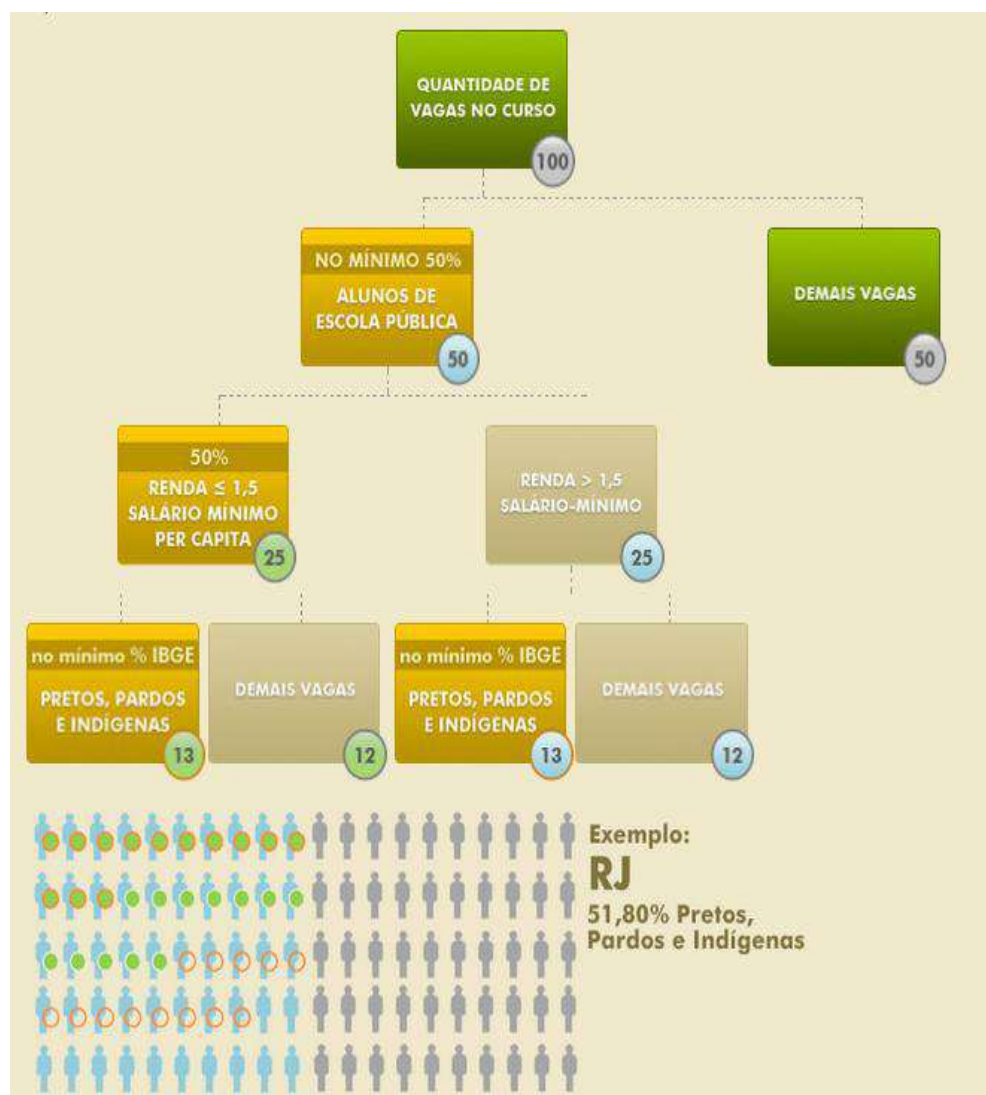 QUANTIDADE DE
VAGAS NO CURSO
100
NO MÍNIMO 50%
ALUNOS DE
ESCOLA PÚBLICA
50
DEMAIS VAGAS
50
50%
RENDA ≤ 1,5
SALÁRIO MÍNIMO
PER CAPITA
25
RENDA > 1,5
SALÁRIO-MÍNIMO
25
no mínimo % IBGE
PRETOS, PARDOS
E INDÍGENAS
13
DEMAIS VAGAS
12
no mínimo % IBGE
PRETOS, PARDOS
E INDÍGENAS
13
DEMAIS VAGAS
12
Exemplo:
RJ
51,80% Pretos,
Pardos e Indígenas